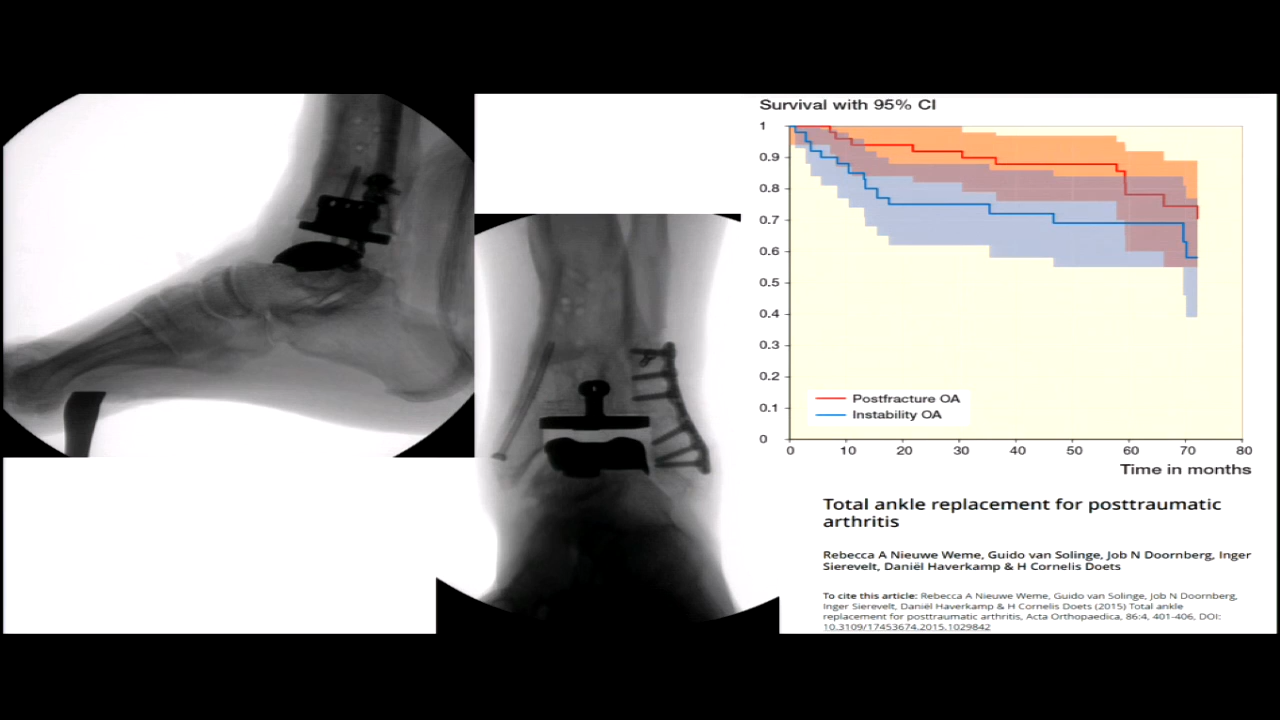 Survival with 95% CI
1
0.9
0.8
0.7
0.6
0.5
0.4
0.3
0.2
0.1
0
Postfracture OA
Instability OA
0 10 20 30 40 50 60 70 80
Time in months
Total ankle replacement for posttraumatic
arthritis
Rebecca A Nieuwe Weme, Guido van Solinge, Job N Doornberg, Inger
Sierevelt, Daniël Haverkamp & H Cornelis Doets
To cite this article: Rebecca A Nieuwe Weme, Guido van Solinge, Job N Doornberg,
Inger Sierevelt, Daniël Haverkamp & H Cornelis Doets (2015) Total ankle
replacement for posttraumatic arthritis, Acta Orthopaedica, 86:4, 401-406, DOI:
10.3109/17453674.2015.1029842